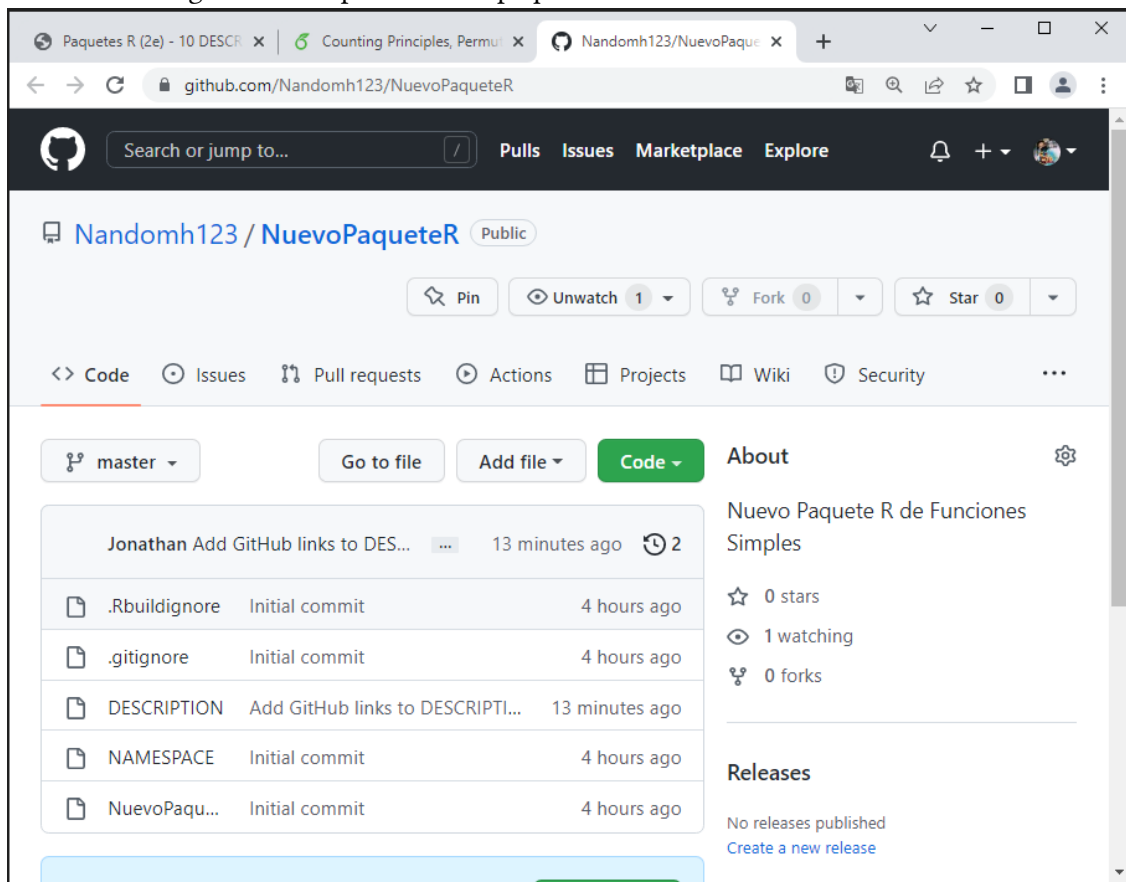 Paquetes R (2e) - 10 DESCR
Counting Principles, Permut
Nandomh123/NuevoPaque
github.com/Nandomh123/NuevoPaqueteR
Search or jump to... /
Pulls Issues Marketplace Explore
Nandomh123 / NuevoPaqueteR Public
Pin
Unwatch 1
Fork 0
Star 0
<> Code Issues Pull requests Actions Projects Wiki Security ...
master
Go to file
Add file
Code
Jonathan Add GitHub links to DES... ... 13 minutes ago 2
.Rbuildignore Initial commit 4 hours ago
.gitignore Initial commit 4 hours ago
DESCRIPTION Add GitHub links to DESCRIPTI... 13 minutes ago
NAMESPACE Initial commit 4 hours ago
NuevoPaqu... Initial commit 4 hours ago
About
Nuevo Paquete R de Funciones
Simples
0 stars
1 watching
0 forks
Releases
No releases published
Create a new release